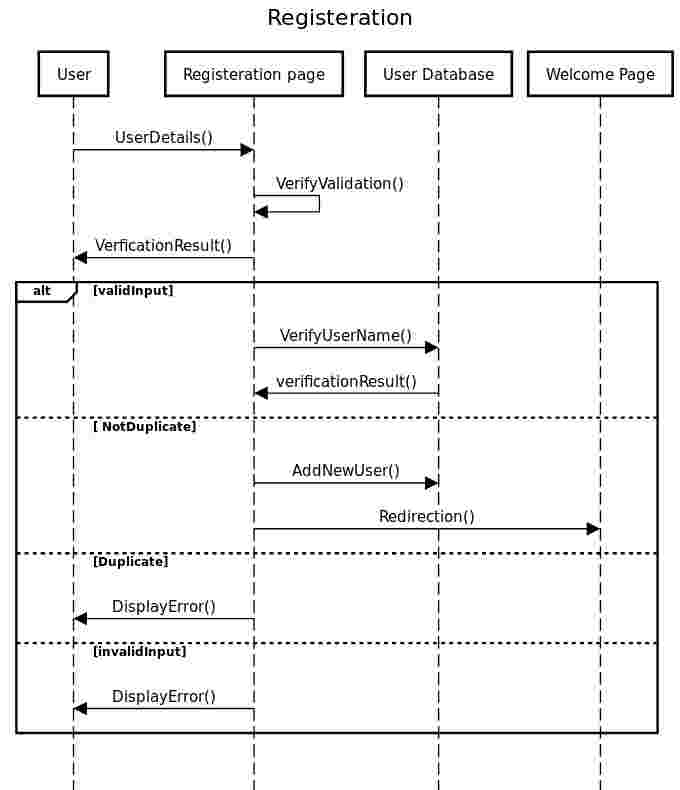 Registeration
User
Registeration page
User Database
Welcome Page
UserDetails()
VerifyValidation()
VerficationResult()
alt
[validInput]
VerifyUserName()
verificationResult()
[ NotDuplicate]
AddNewUser()
Redirection()
[Duplicate]
DisplayError()
[invalidInput]
DisplayError()